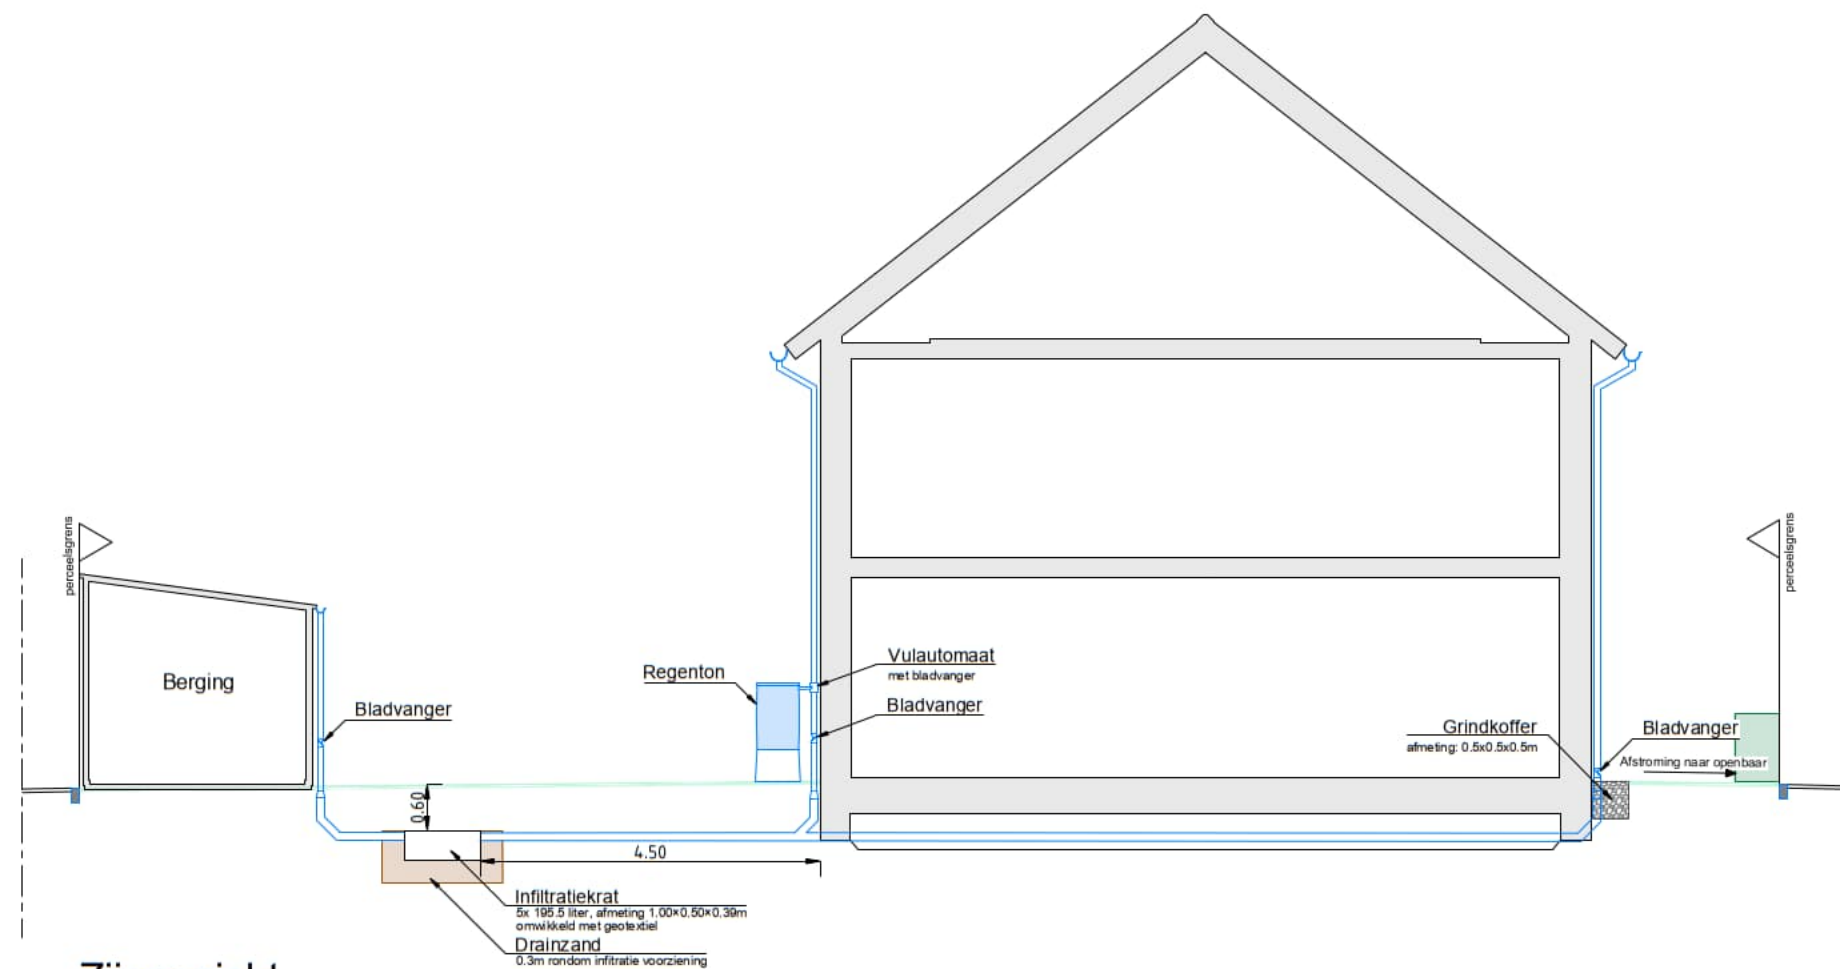 perceelsgrens
perceelsgrens
Berging
Bladvanger
Regenton
Vulautomaat
met bladvanger
Bladvanger
Grindkoffer
afmeting: 0.5x0.5x0.5m
Bladvanger
Afstroming naar openbaar
0.60
4.50
Infiltratiekrat
5x 195.5 liter, afmeting 1.00×0.50×0.39m
omwikkeld met geotextiel
Drainzand
0.3m rondom infitratie voorziening